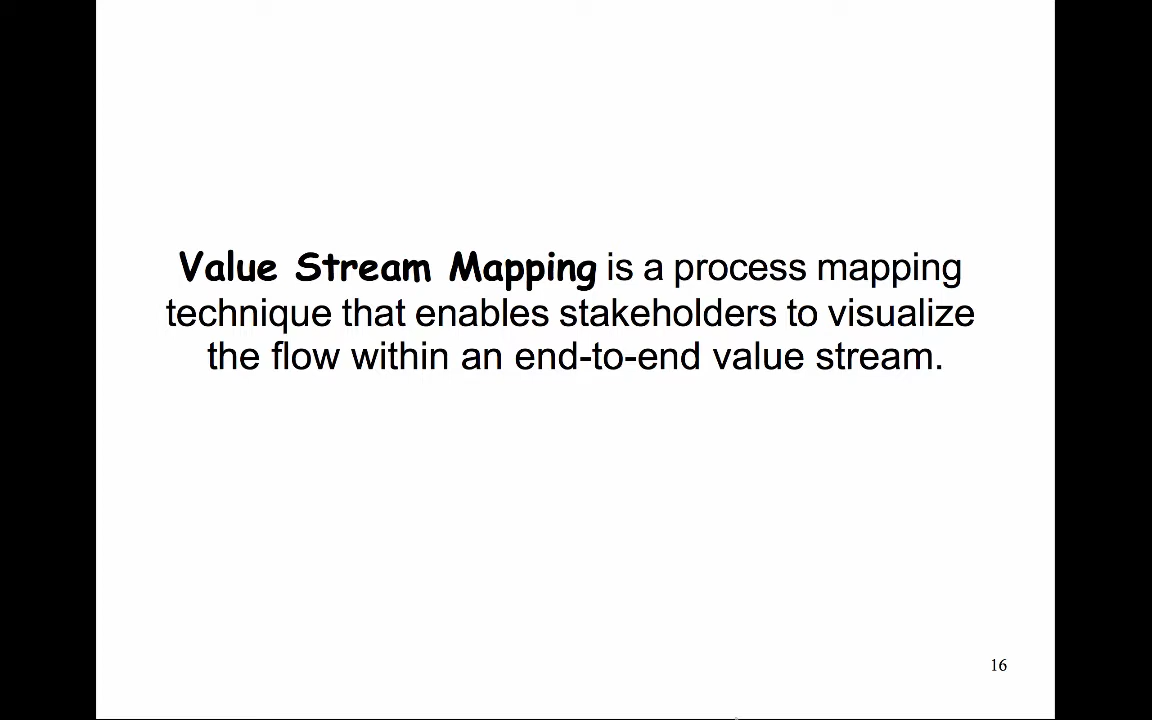 Value Stream Mapping is a process mapping
technique that enables stakeholders to visualize
the flow within an end-to-end value stream.
16